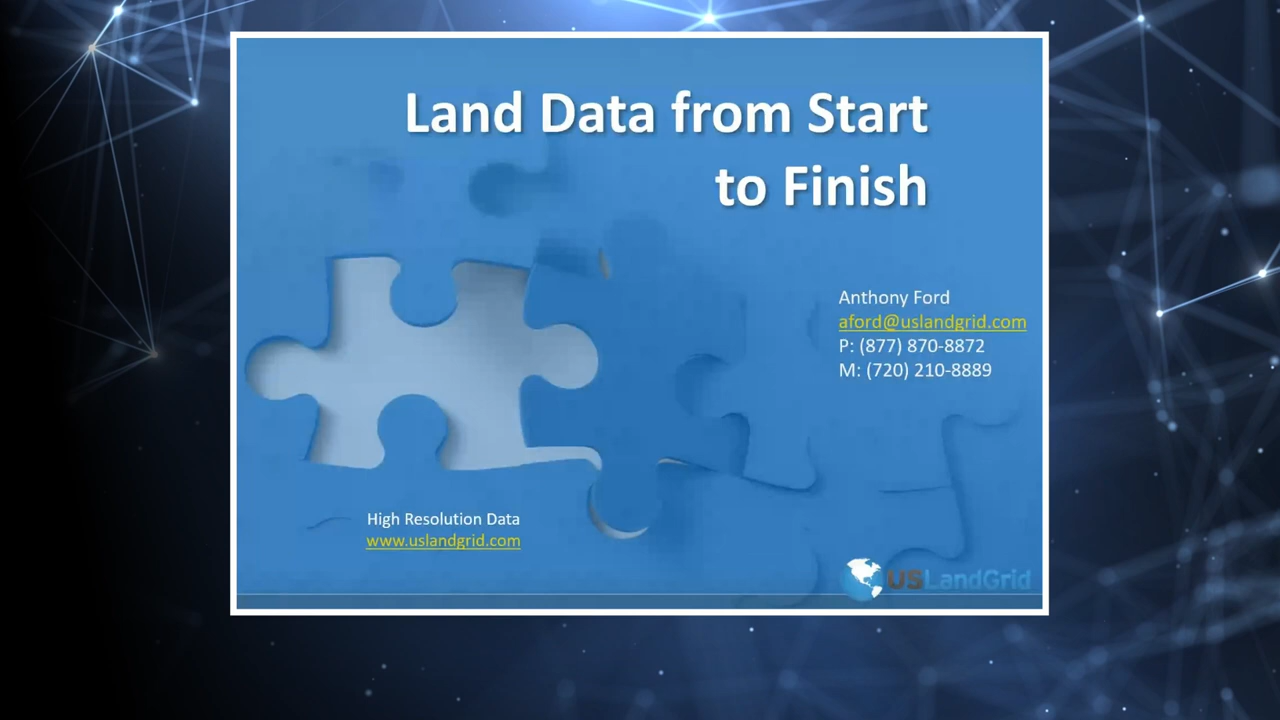 Land Data from Start
to Finish
Anthony Ford
aford@uslandgrid.com
P: (877) 870-8872
M: (720) 210-8889
High Resolution Data
www.uslandgrid.com
USLandGrid